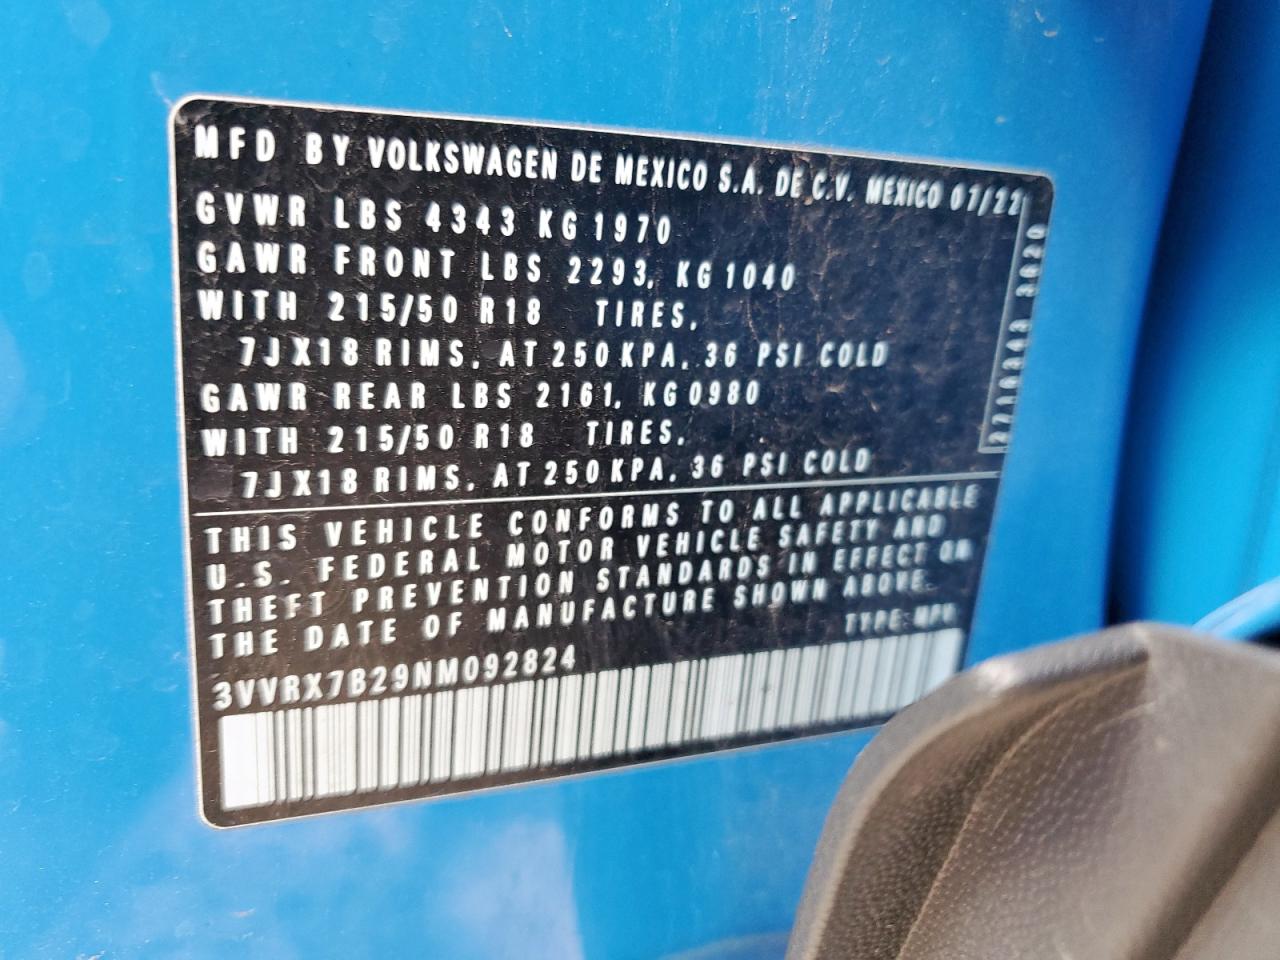 MFD BY VOLKSWAGEN DE MEXICO S.A. DE C.V. MEXICO 07/22
GVWR LBS 4343 KG 1970
GAWR FRONT LBS 2293, KG 1040
WITH 215/50 R18 TIRES,
7JX18 RIMS, AT 250 KPA, 36 PSI COLD
GAWR REAR LBS 2161, KG 0980
WITH 215/50 R18 TIRES,
7JX18 RIMS, AT 250 KPA, 36 PSI COLD
THIS VEHICLE CONFORMS TO ALL APPLICABLE
U.S. FEDERAL MOTOR VEHICLE SAFETY AND
THEFT PREVENTION STANDARDS IN EFFECT ON
THE DATE OF MANUFACTURE SHOWN ABOVE.
TYPE:MPV
3VVRX7B29NM092824